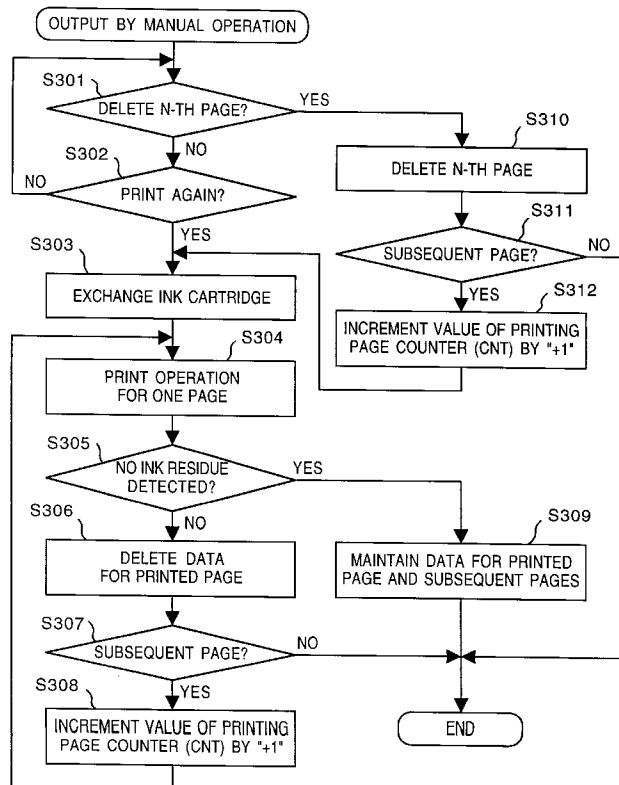 OUTPUT BY MANUAL OPERATION
S301
DELETE N-TH PAGE?
YES
NO
S302
PRINT AGAIN?
NO
YES
S303
EXCHANGE INK CARTRIDGE
S304
PRINT OPERATION
FOR ONE PAGE
S305
NO INK RESIDUE
DETECTED?
YES
NO
S306
DELETE DATA
FOR PRINTED PAGE
S307
SUBSEQUENT PAGE?
NO
YES
S308
INCREMENT VALUE OF PRINTING
PAGE COUNTER (CNT) BY "+1"
S310
DELETE N-TH PAGE
S311
SUBSEQUENT PAGE?
NO
YES
S312
INCREMENT VALUE OF PRINTING
PAGE COUNTER (CNT) BY "+1"
S309
MAINTAIN DATA FOR PRINTED
PAGE AND SUBSEQUENT PAGES
END